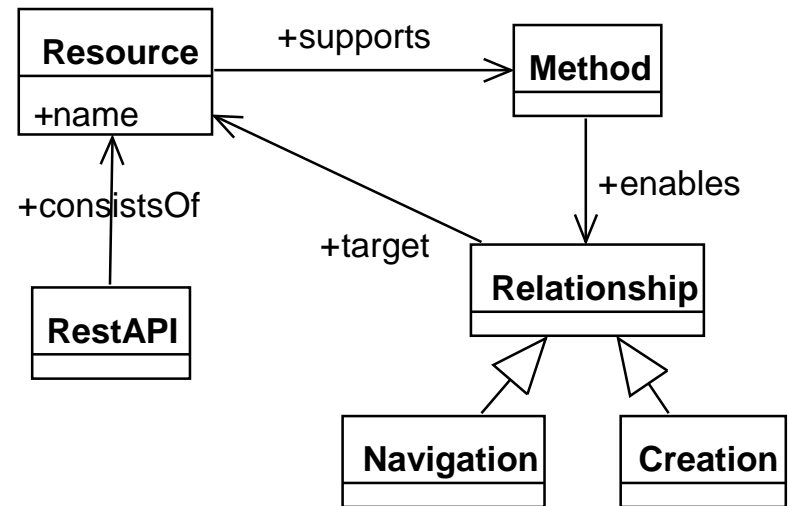 +supports
Resource
Method
+name
+enables
+consistsOf
+target
Relationship
RestAPI
Navigation
Creation